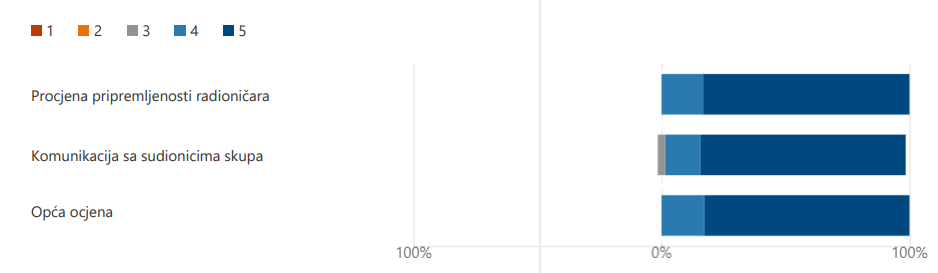 1 2 3 4 5
Procjena pripremljenosti radioničara
Komunikacija sa sudionicima skupa
Opća ocjena
100% 0% 100%